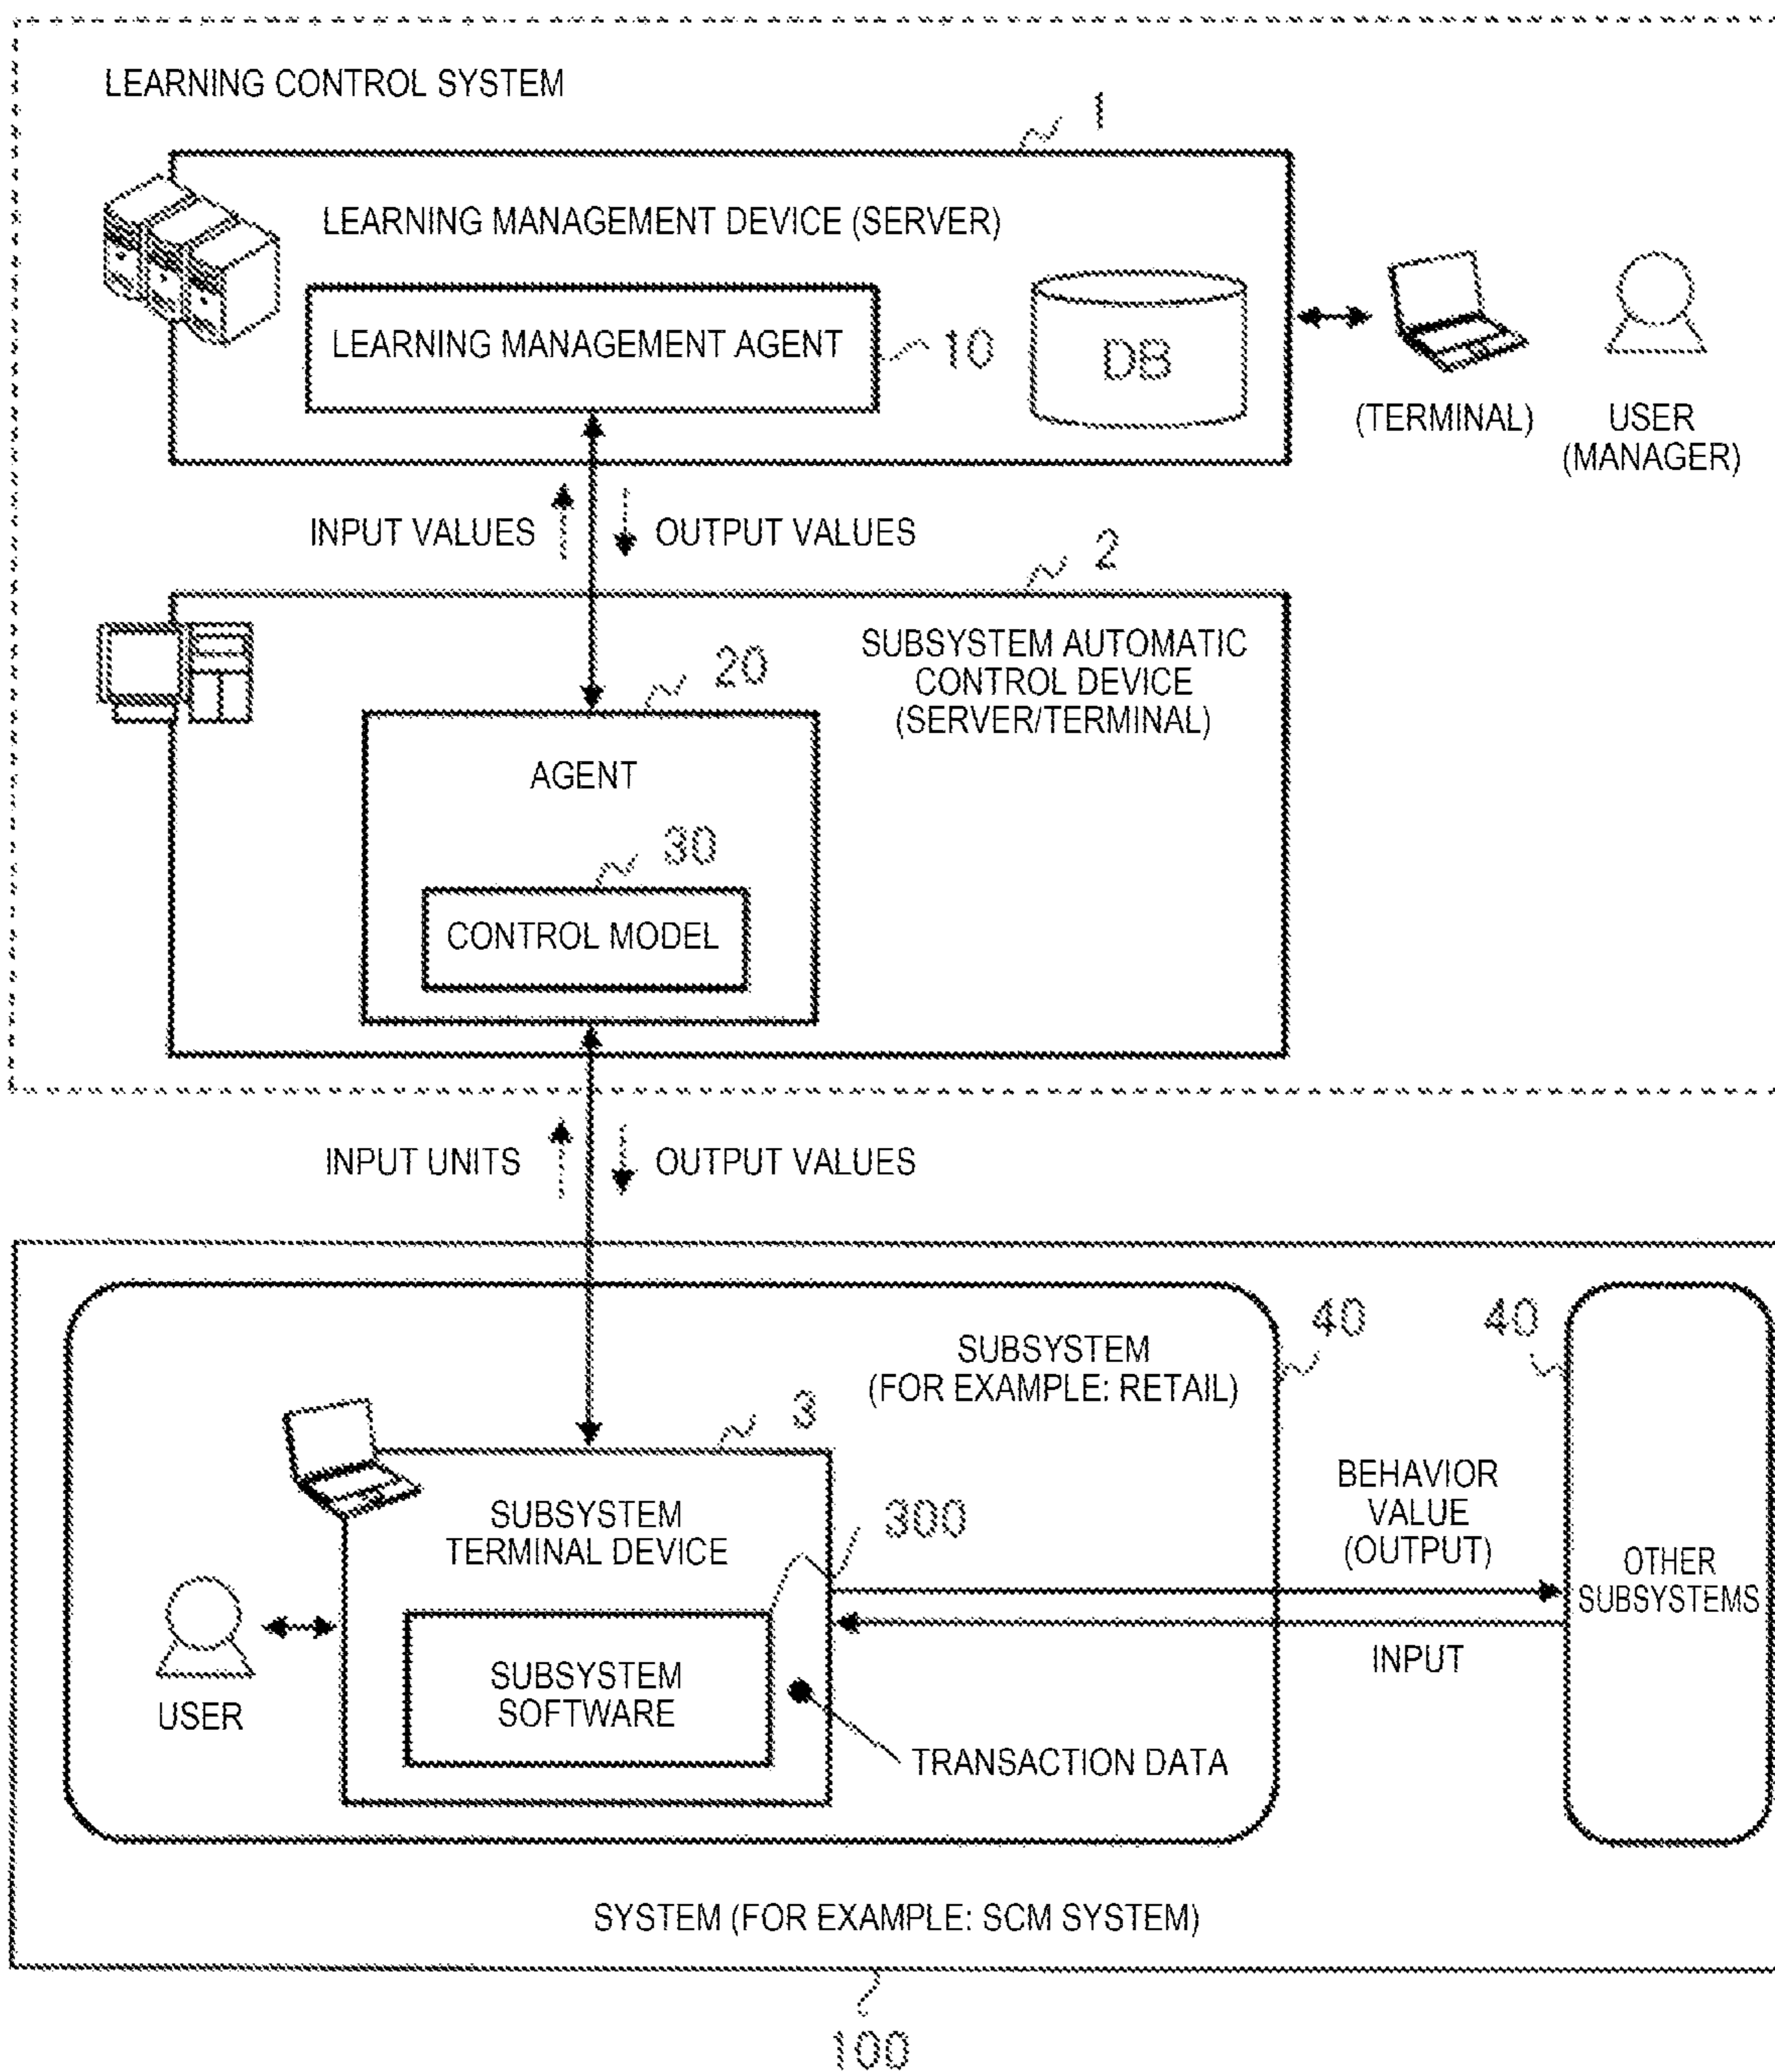 LEARNING CONTROL SYSTEM
1
LEARNING MANAGEMENT DEVICE (SERVER)
LEARNING MANAGEMENT AGENT
10
DB
(TERMINAL)
USER
(MANAGER)
INPUT VALUES
OUTPUT VALUES
2
SUBSYSTEM AUTOMATIC
CONTROL DEVICE
(SERVER/TERMINAL)
20
AGENT
30
CONTROL MODEL
INPUT UNITS
OUTPUT VALUES
SUBSYSTEM
(FOR EXAMPLE: RETAIL)
40
40
3
SUBSYSTEM
TERMINAL DEVICE
300
BEHAVIOR
VALUE
(OUTPUT)
OTHER
SUBSYSTEMS
INPUT
USER
SUBSYSTEM
SOFTWARE
TRANSACTION DATA
SYSTEM (FOR EXAMPLE: SCM SYSTEM)
100